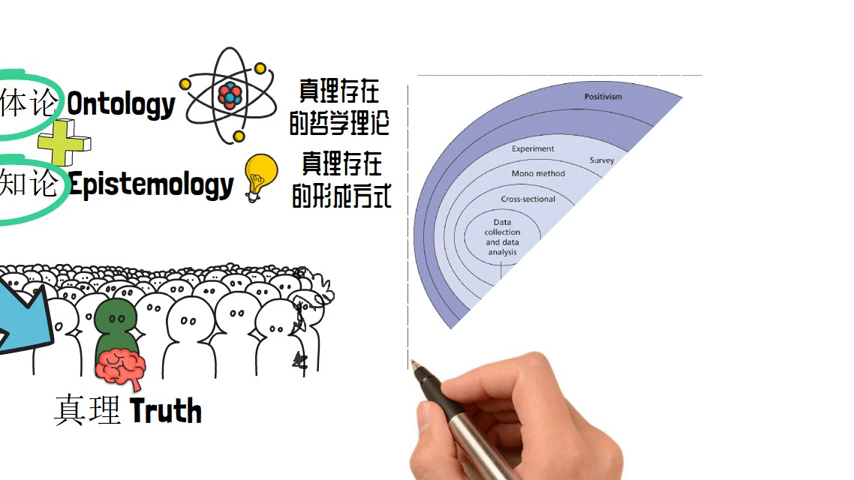 体论 Ontology
真理存在
的哲学理论
知论 Epistemology
真理存在
的形成方式
真理 Truth
Positivism
Experiment
Survey
Mono method
Cross-sectional
Data
collection
and data
analysis